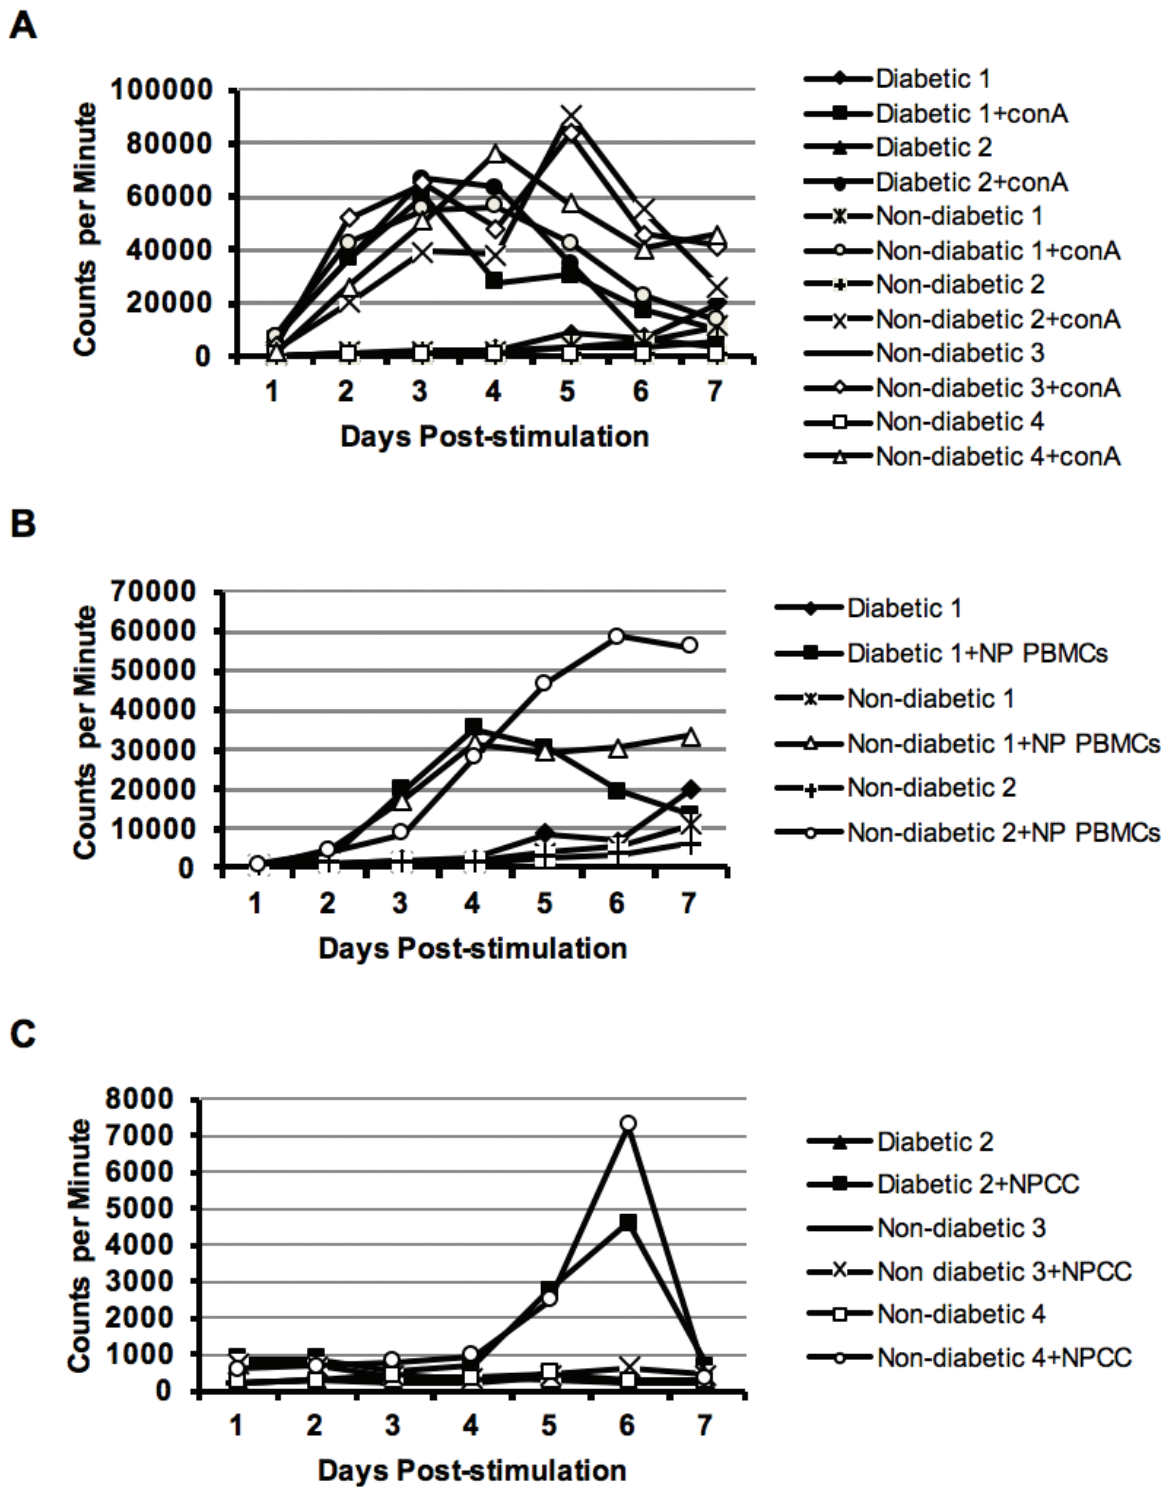 A
100000
80000
60000
40000
20000
0
Counts per Minute
1 2 3 4 5 6 7
Days Post-stimulation
Diabetic 1
Diabetic 1+conA
Diabetic 2
Diabetic 2+conA
Non-diabetic 1
Non-diabatic 1+conA
Non-diabetic 2
Non-diabetic 2+conA
Non-diabetic 3
Non-diabetic 3+conA
Non-diabetic 4
Non-diabetic 4+conA
B
70000
60000
50000
40000
30000
20000
10000
0
Counts per Minute
1 2 3 4 5 6 7
Days Post-stimulation
Diabetic 1
Diabetic 1+NP PBMCs
Non-diabetic 1
Non-diabetic 1+NP PBMCs
Non-diabetic 2
Non-diabetic 2+NP PBMCs
C
8000
7000
6000
5000
4000
3000
2000
1000
0
Counts per Minute
1 2 3 4 5 6 7
Days Post-stimulation
Diabetic 2
Diabetic 2+NPCC
Non-diabetic 3
Non diabetic 3+NPCC
Non-diabetic 4
Non-diabetic 4+NPCC